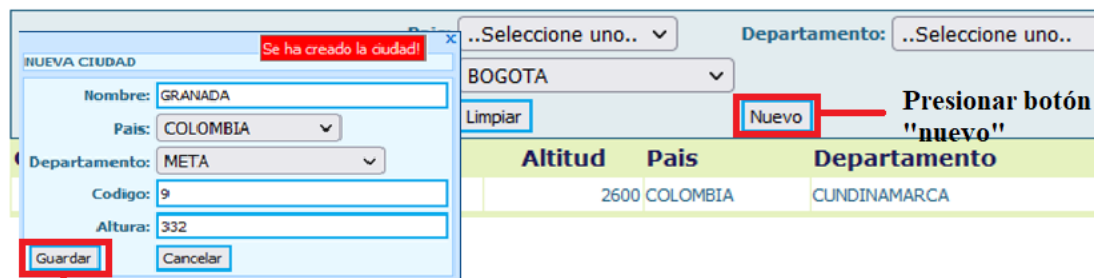 ..Seleccione uno..
Departamento:
..Seleccione uno..
Se ha creado la ciudad!
x
NUEVA CIUDAD
BOGOTA
Nombre: GRANADA
Limpiar
Nuevo
Presionar botón
"nuevo"
Pais: COLOMBIA
Departamento: META
Altitud
Pais
Departamento
Codigo: 9
2600
COLOMBIA
CUNDINAMARCA
Altura: 332
Guardar
Cancelar